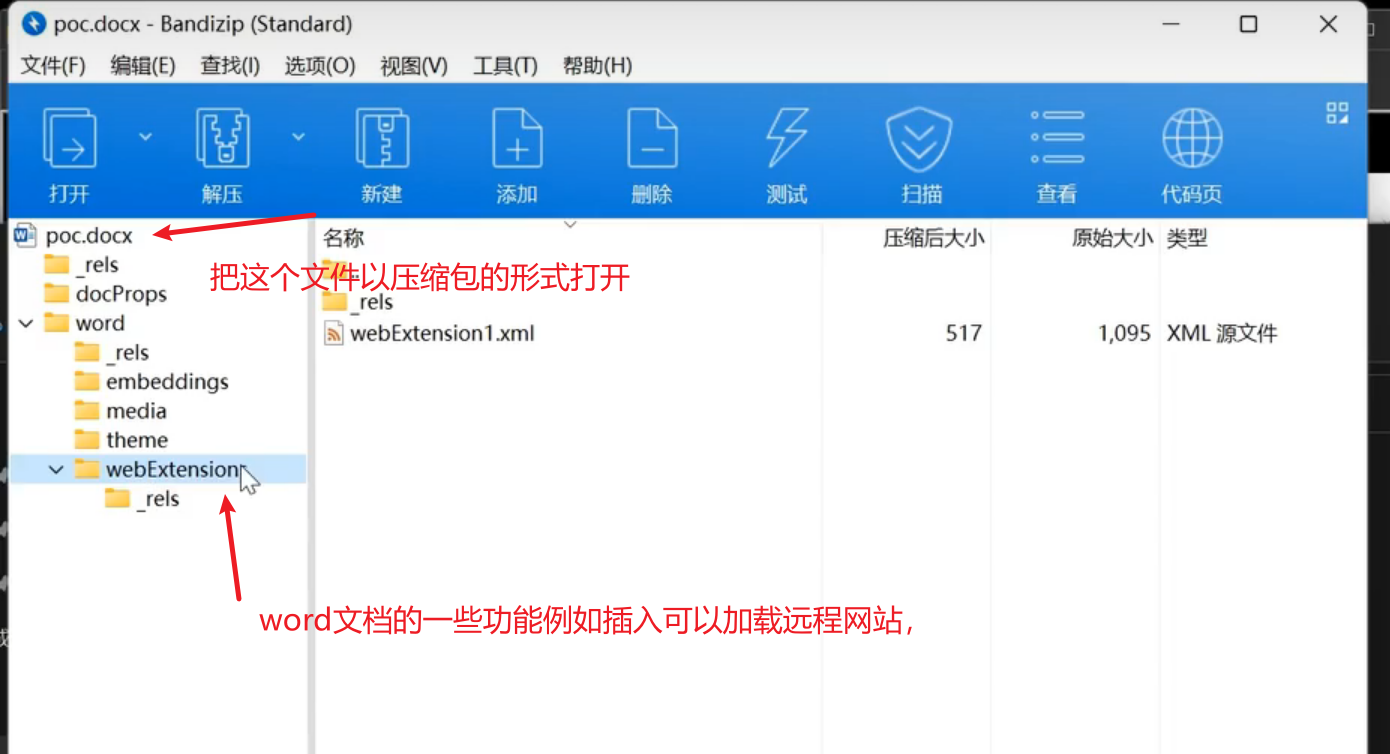 poc.docx - Bandizip (Standard)
文件(F) 编辑(E) 查找(I) 选项(O) 视图(V) 工具(T) 帮助(H)
打开 解压 新建 添加 删除 测试 扫描 查看 代码页
poc.docx
名称 压缩后大小 原始大小 类型
_rels
..
把这个文件以压缩包的形式打开
docProps
_rels
word
webExtension1.xml 517 1,095 XML 源文件
_rels
embeddings
media
theme
webExtension
_rels
word文档的一些功能例如插入可以加载远程网站，